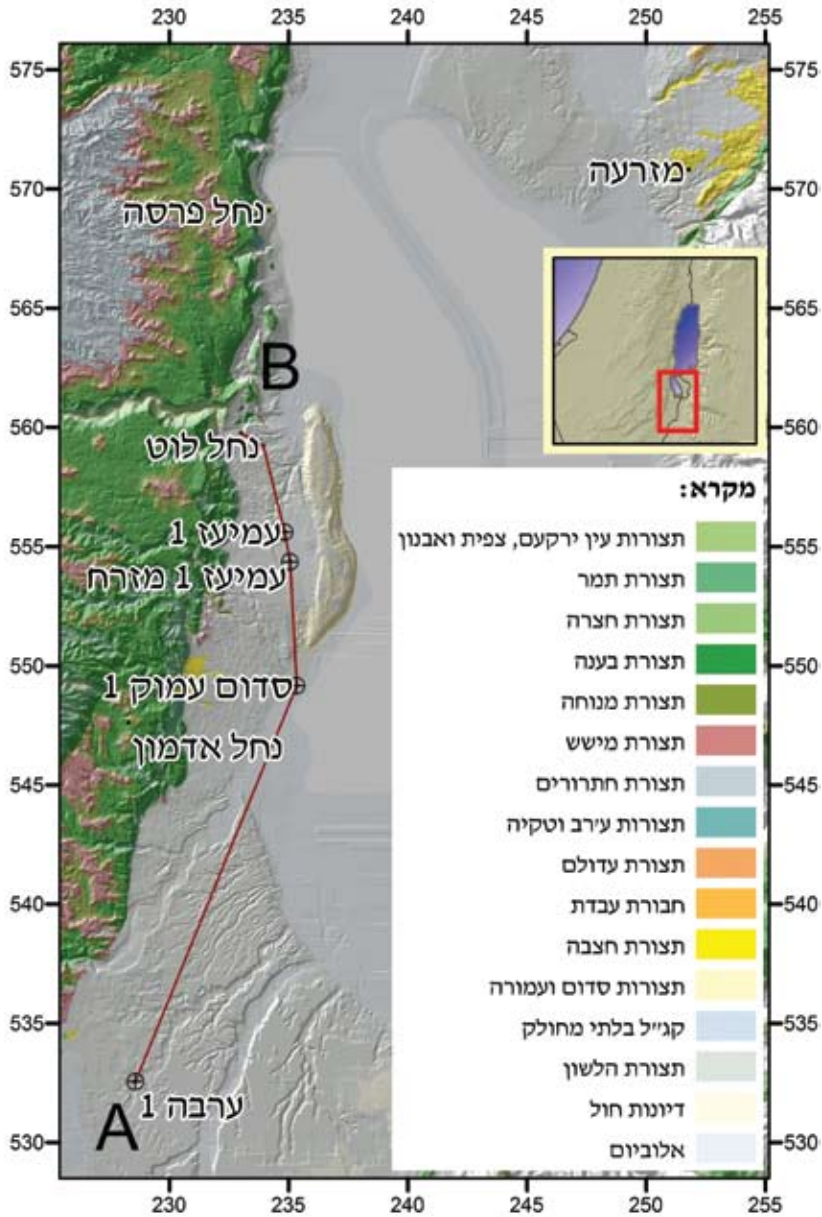 230 235 240 245 250 255
575 575
570 570
565 565
560 560
555 555
550 550
545 545
540 540
535 535
530 530
230 235 240 245 250 255
מזרעה
נחל פרסה
B
נחל לוט
עמיעז 1
עמיעז 1 מזרח
סדום עמוק 1
נחל אדמון
ערבה 1
A
מקרא:
תצורות עין ירקעם, צפית ואבנון
תצורת תמר
תצורת חצרה
תצורת בענה
תצורת מנוחה
תצורת מישש
תצורת חתרורים
תצורות ע׳רב וטקיה
תצורת עדולם
חבורת עבדת
תצורת חצבה
תצורות סדום ועמורה
קנ״ל בלתי מחולק
תצורת הלשון
דיונות חול
אלוביום